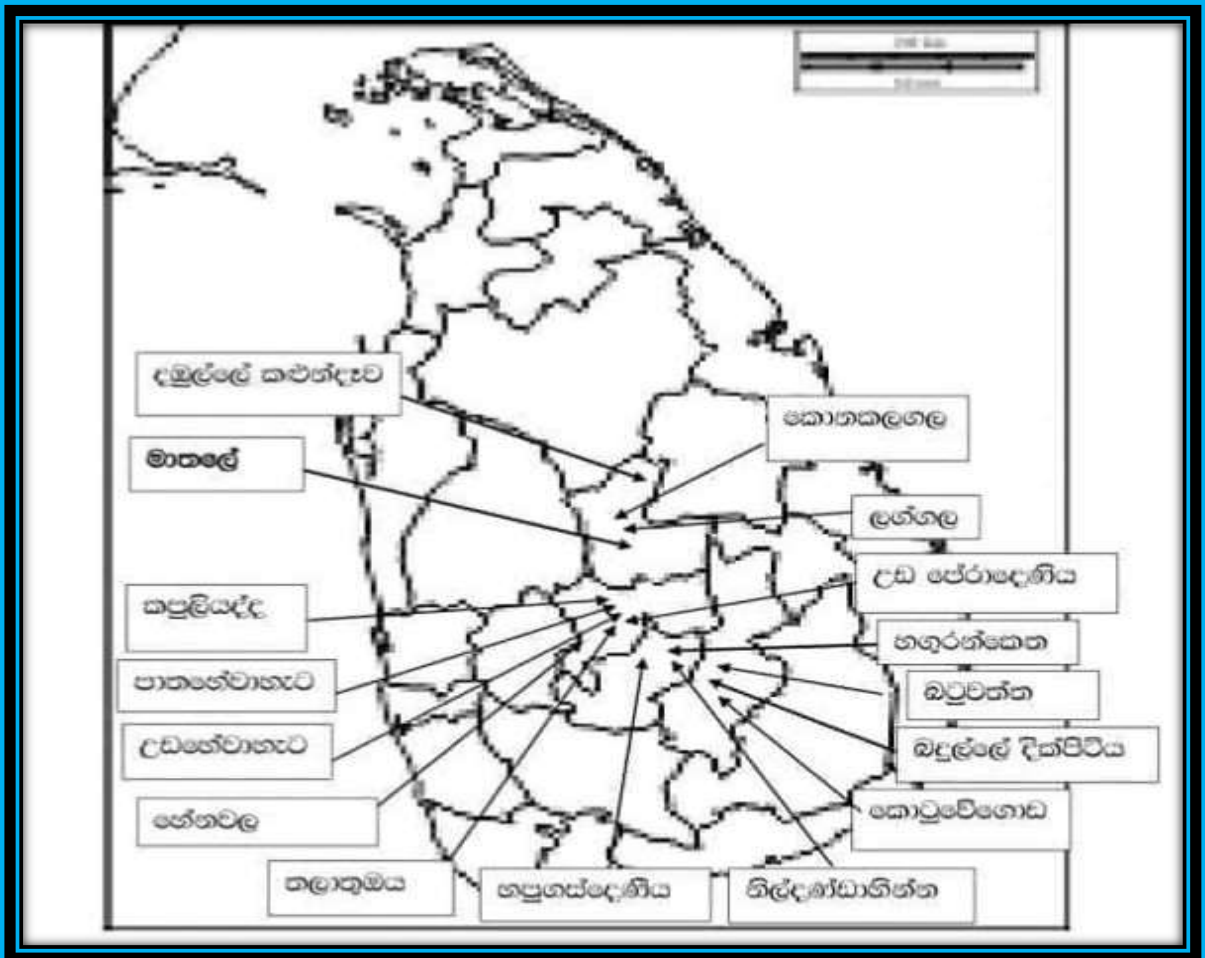 දඹුල්ලේ කළුන්දෑව
කොනකලගල
මාතලේ
ලග්ගල
උඩ පේරාදෙණිය
කපුලියද්ද
හගුරන්කෙත
පාතහේවාහැට
බටුවත්ත
උඩහේවාහැට
බදුල්ලේ දික්පිටිය
හේනවල
කොටුවේගොඩ
තලාතුඔය
හපුගස්දෙණිය
නිල්දණ්ඩාහින්න